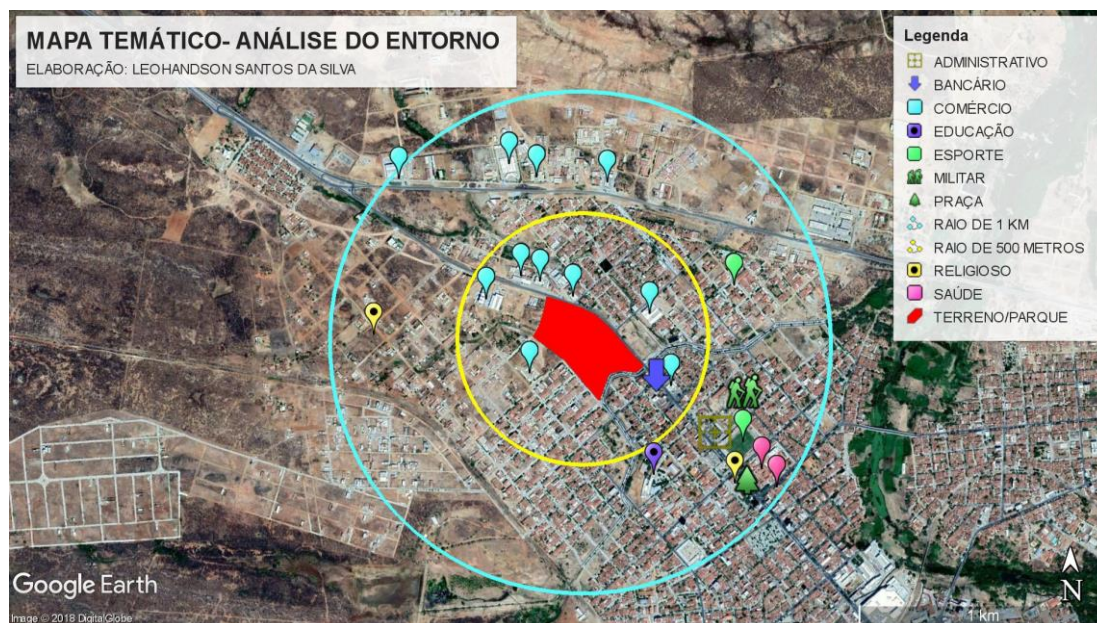 MAPA TEMÁTICO- ANÁLISE DO ENTORNO
ELABORAÇÃO: LEOHANDSON SANTOS DA SILVA
Legenda
ADMINISTRATIVO
BANCÁRIO
COMÉRCIO
EDUCAÇÃO
ESPORTE
MILITAR
PRAÇA
RAIO DE 1 KM
RAIO DE 500 METROS
RELIGIOSO
SAÚDE
TERRENO/PARQUE
Google Earth
Image © 2018 DigitalGlobe
N
1 km